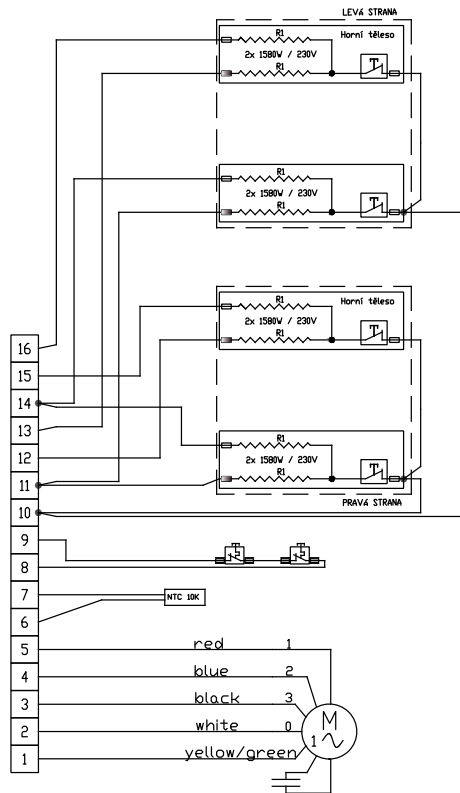 LEVÁ STRANA
R1
Horní těleso
2x 1580W / 230V
R1
R1
2x 1580W / 230V
R1
R1
Horní těleso
2x 1580W / 230V
R1
R1
2x 1580W / 230V
R1
PRAVÁ STRANA
16
15
14
13
12
11
10
9
8
7
NTC 10K
6
5 red 1
4 blue 2
3 black 3
2 white 0
1 yellow/green
M
1